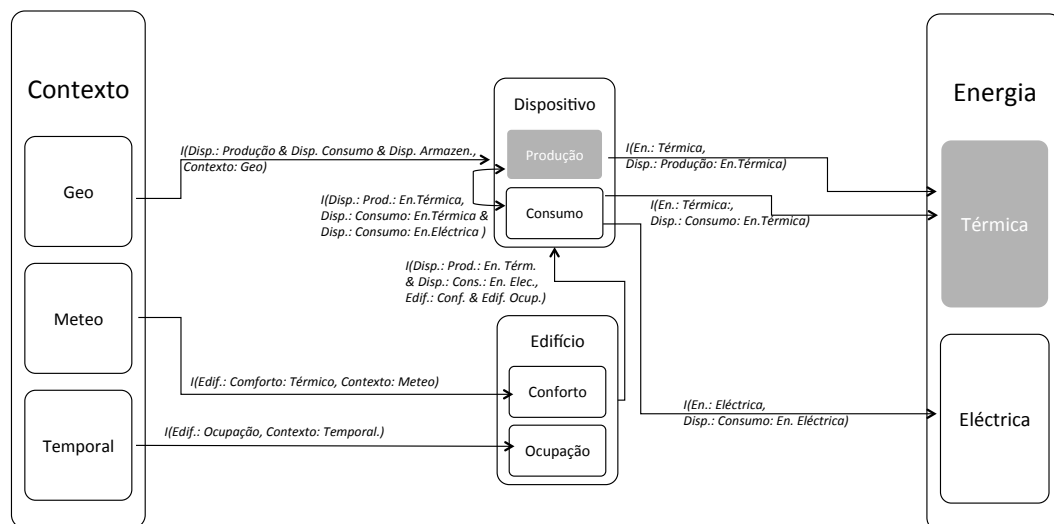 Contexto
Geo
Meteo
Temporal
I(Disp.: Produção & Disp. Consumo & Disp. Armazen.,
Contexto: Geo)
I(Disp.: Prod.: En.Térmica,
Disp.: Consumo: En.Térmica &
Disp.: Consumo: En.Eléctrica )
Dispositivo
Produção
Consumo
I(En.: Térmica,
Disp.: Produção: En.Térmica)
I(En.: Térmica:,
Disp.: Consumo: En.Térmica)
I(Disp.: Prod.: En. Térm.
& Disp.: Cons.: En. Elec.,
Edif.: Conf. & Edif. Ocup.)
Edifício
Conforto
Ocupação
I(Edif.: Comforto: Térmico, Contexto: Meteo)
I(Edif.: Ocupação, Contexto: Temporal.)
I(En.: Eléctrica,
Disp.: Consumo: En. Eléctrica)
Energia
Térmica
Eléctrica